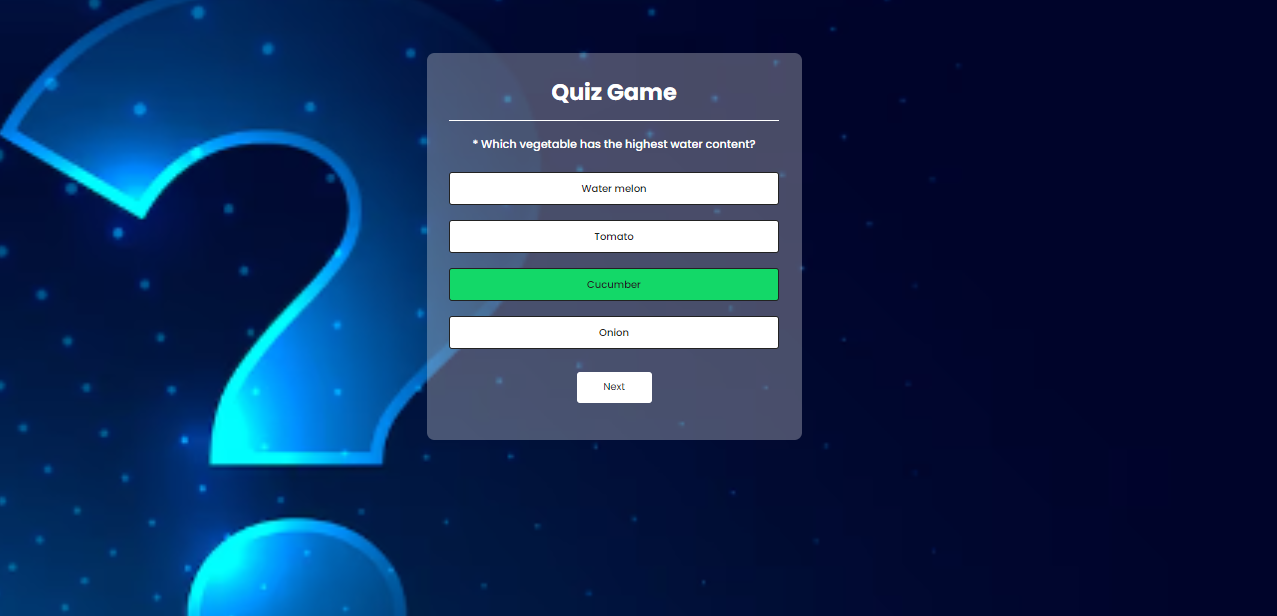 Quiz Game
* Which vegetable has the highest water content?
Water melon
Tomato
Cucumber
Onion
Next